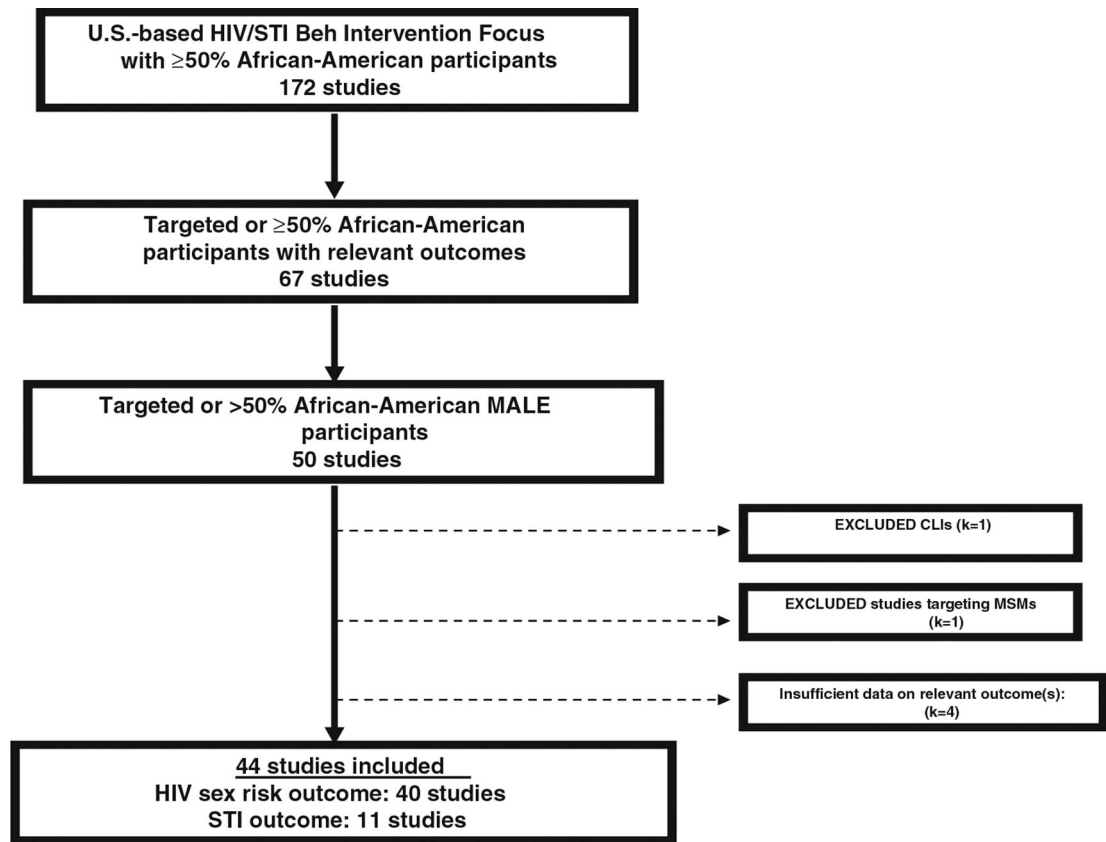 U.S.-based HIV/STI Beh Intervention Focus
with ≥50% African-American participants
172 studies
Targeted or ≥50% African-American
participants with relevant outcomes
67 studies
Targeted or >50% African-American MALE
participants
50 studies
EXCLUDED CLIs (k=1)
EXCLUDED studies targeting MSMs
(k=1)
Insufficient data on relevant outcome(s):
(k=4)
44 studies included
HIV sex risk outcome: 40 studies
STI outcome: 11 studies